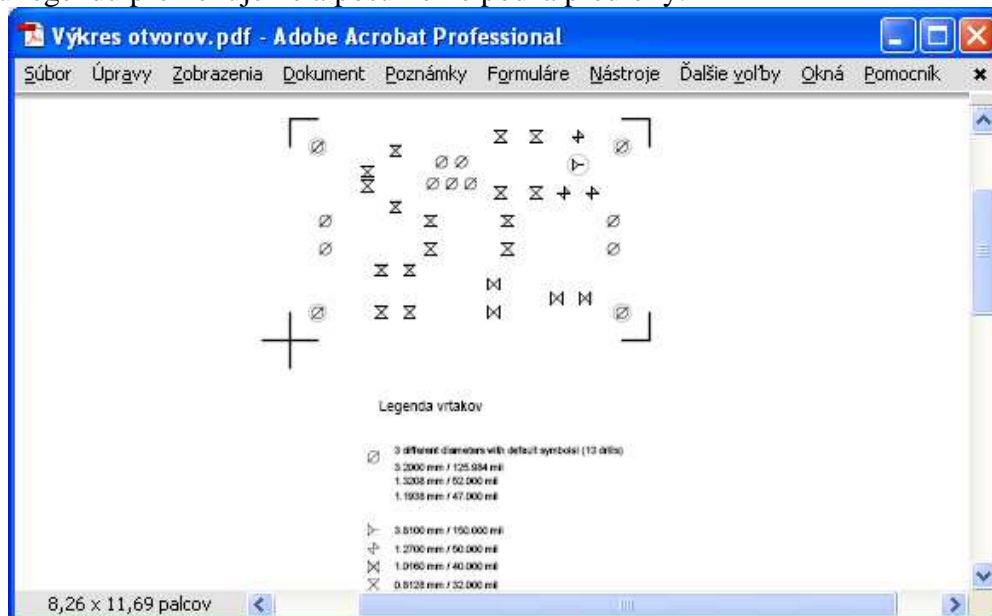 Výkres otvorov.pdf - Adobe Acrobat Professional
Súbor Úpravy Zobrazenia Dokument Poznámky Formuláre Nástroje Ďalšie voľby Okná Pomocník
Legenda vrtakov
3 different diameters with default symbols! (13 drills)
3.2000 mm / 125.984 mil
1.3208 mm / 52.000 mil
1.1938 mm / 47.000 mil
3.8100 mm / 150.000 mil
1.2700 mm / 50.000 mil
1.0160 mm / 40.000 mil
0.8128 mm / 32.000 mil
8,26 x 11,69 palcov